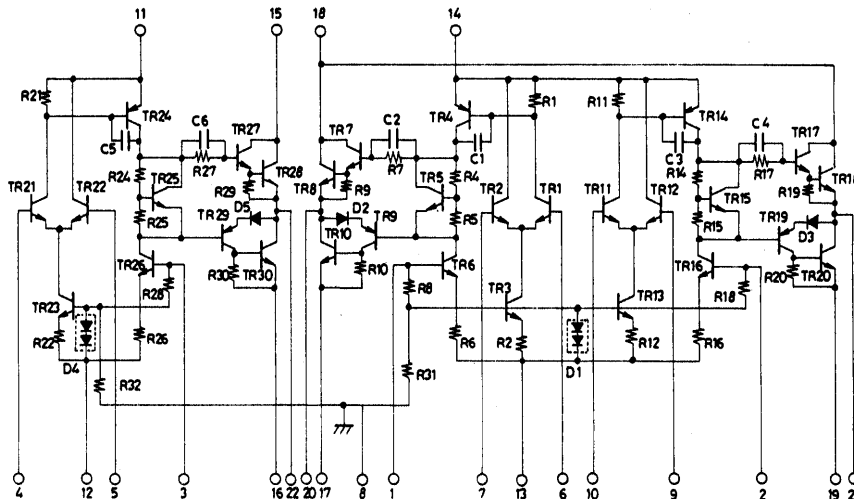 11 15 18 14
R21 TR24 C6 TR27 TR7 C2 TR4 R1 R11 TR14 C4 TR17
C5 R27 TR28 R7 C1 C3 R17
R24 TR25 R29 TR8 R9 TR5 R4 R14 TR15 R19 TR18
TR21 TR22 R25 TR29 D5 D2 TR9 R5 TR2 TR1 TR11 TR12 R15 TR19 D3
TR26 R30 TR30 TR10 R10 TR6 TR16 R20 TR20
TR23 R28 R8 TR3 TR13 R18
R22 D4 R26 R32 R31 R6 R2 D1 R12 R16
4 12 5 3 16 22 20 17 8 1 7 13 6 10 9 2 19